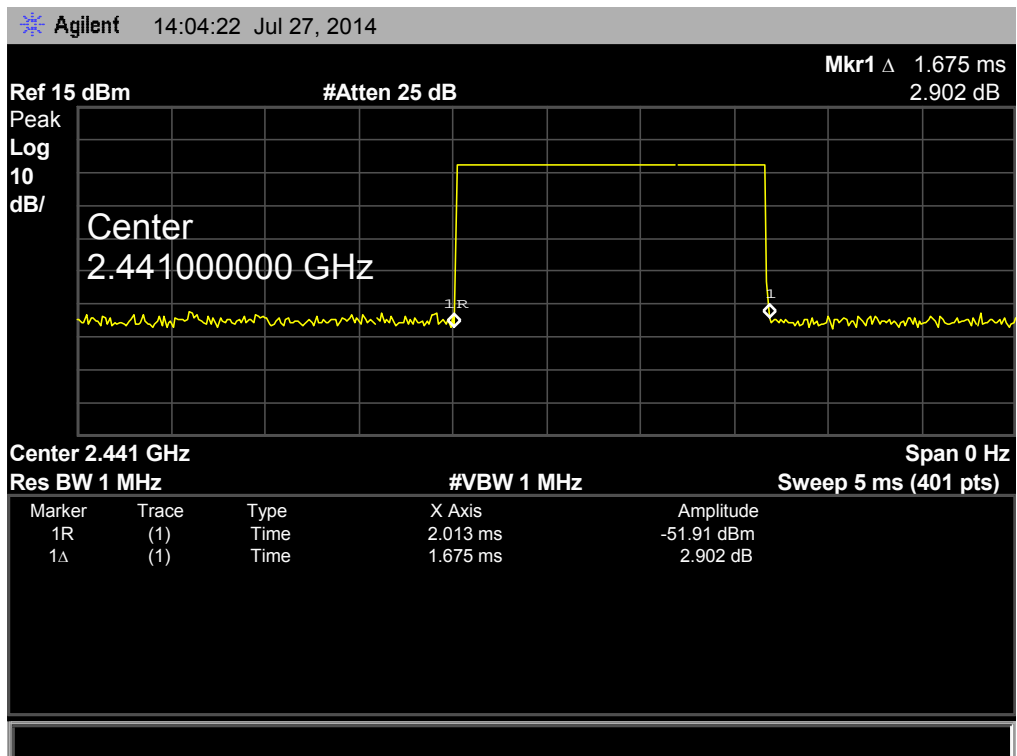 Agilent 14:04:22 Jul 27, 2014
Mkr1 Δ 1.675 ms
Ref 15 dBm #Atten 25 dB 2.902 dB
Peak
Log
10
dB/
Center
2.441000000 GHz
1R
1
Center 2.441 GHz Span 0 Hz
Res BW 1 MHz #VBW 1 MHz Sweep 5 ms (401 pts)
Marker Trace Type X Axis Amplitude
1R (1) Time 2.013 ms -51.91 dBm
1Δ (1) Time 1.675 ms 2.902 dB